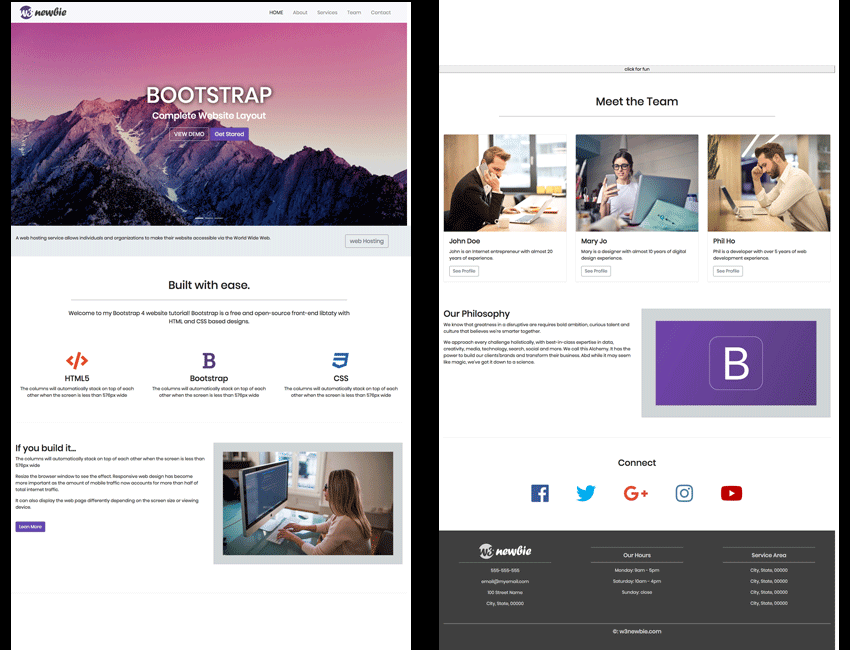 W3 newbie
HOME About Services Team Contact
BOOTSTRAP
Complete Website Layout
VIEW DEMO Get Stared
A web hosting service allows individuals and organizations to make their website accessible via the World Wide Web.
web Hosting
Built with ease.
Welcome to my Bootstrap 4 website tutorial! Bootstrap is a free and open-source front-end libtaty with
HTML and CSS based designs.
HTML5
The columns will automatically stack on top of each
other when the screen is less than 576px wide
B
Bootstrap
The columns will automatically stack on top of each
other when the screen is less than 576px wide
CSS
The columns will automatically stack on top of each
other when the screen is less than 576px wide
If you build it...
The columns will automatically stack on top of each other when the screen is less than
576px wide
Resize the browser window to see the effect. Responsive web design has become
more important as the amount of mobile traffic now accounts for more than half of
total internet traffic.
It can also display the web page differently depending on the screen size or viewing
device.
Learn More
click for fun
Meet the Team
John Doe
John is an Internet entrepreneur with almost 20
years of experience.
See Profile
Mary Jo
Mary is a designer with almost 10 years of digital
design experience.
See Profile
Phil Ho
Phil is a developer with over 5 years of web
development experience.
See Profile
Our Philosophy
We know that greatness in a disruptive are requires bold ambition, curious talent and
culture that believes we're smarter together.
We approach every challenge holistically, with best-in-class expertise in data,
creativity, media, technology, search, social and more. We call this Alchemy. It has the
power to build our clients'brands and transform their business. Abd while it may seem
like magic, we've got it down to a science.
B
Connect
G+
W3 newbie
555-555-555
email@myemail.com
100 Street Name
City, State, 00000
Our Hours
Monday: 9am - 5pm
Saturday: 10am - 4pm
Sunday: closs
Service Area
City, State, 00000
City, State, 00000
City, State, 00000
City, State, 00000
©: w3newbie.com